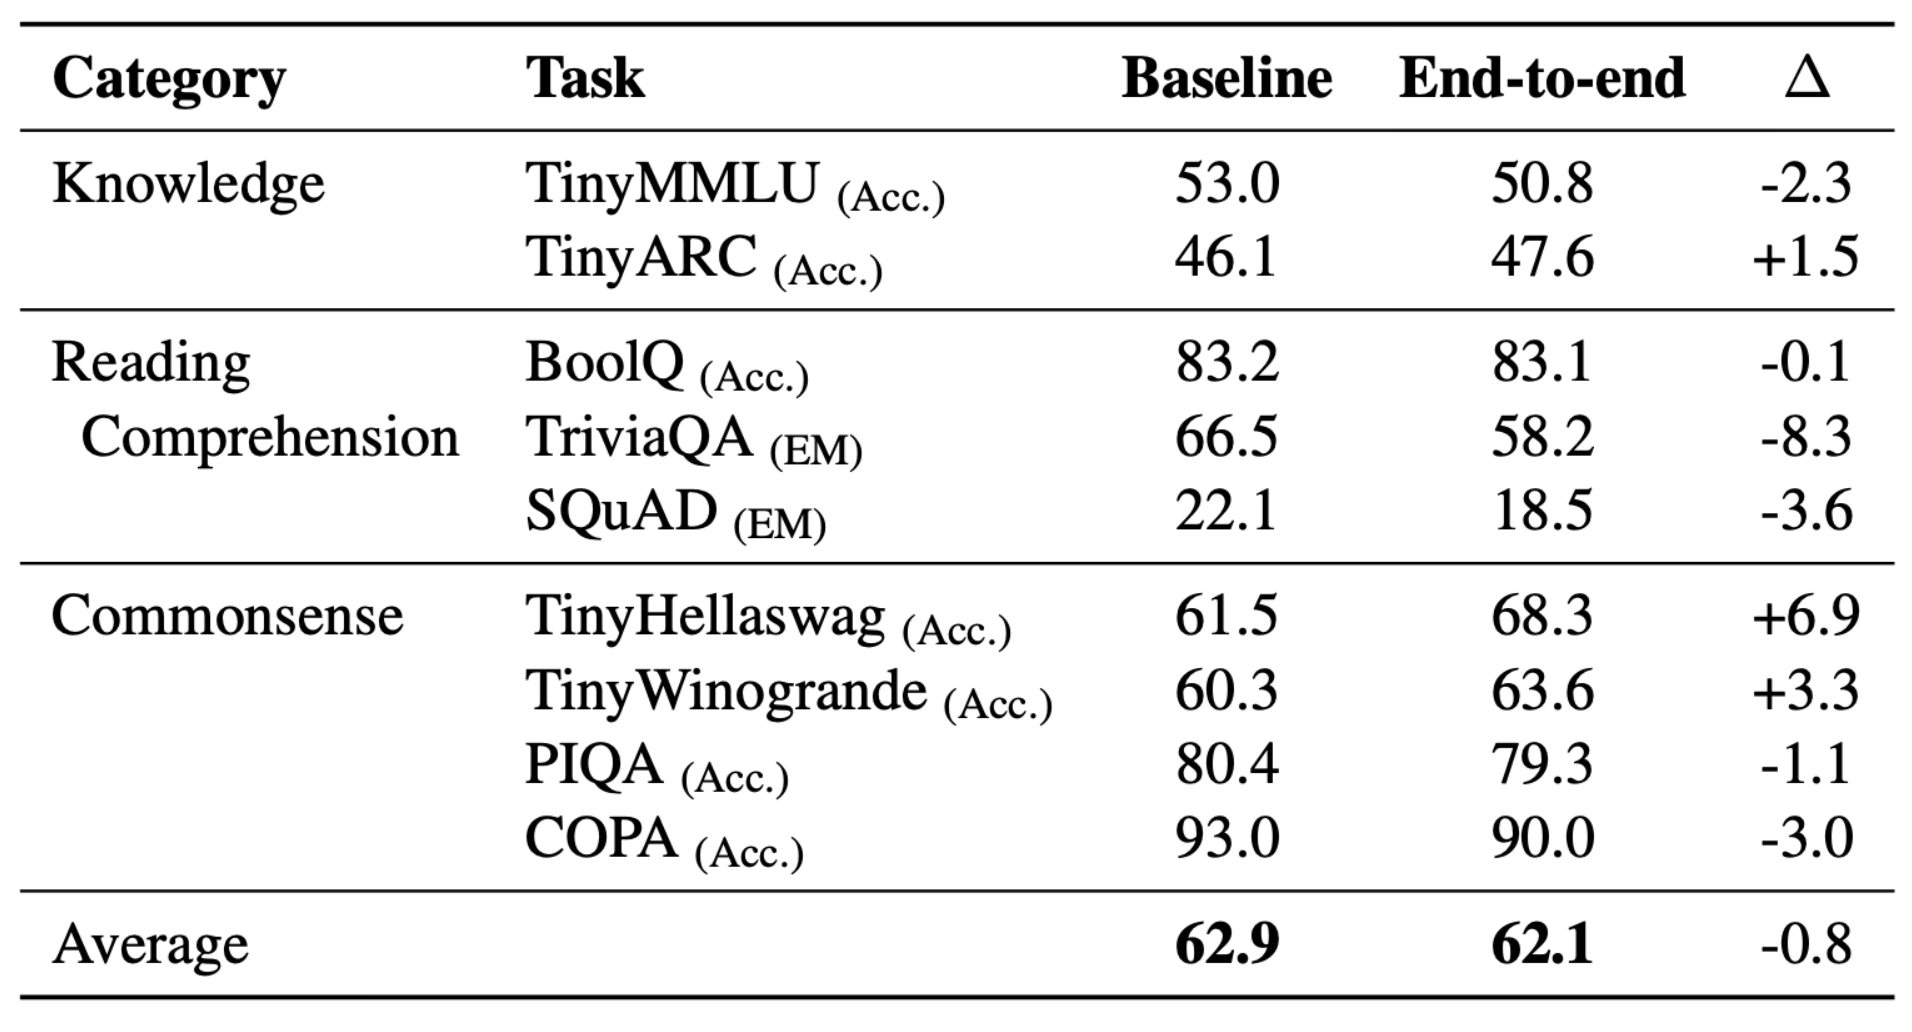 Category Task Baseline End-to-end Δ
Knowledge TinyMMLU (Acc.) 53.0 50.8 -2.3
TinyARC (Acc.) 46.1 47.6 +1.5
Reading BoolQ (Acc.) 83.2 83.1 -0.1
Comprehension TriviaQA (EM) 66.5 58.2 -8.3
SQuAD (EM) 22.1 18.5 -3.6
Commonsense TinyHellaswag (Acc.) 61.5 68.3 +6.9
TinyWinogrande (Acc.) 60.3 63.6 +3.3
PIQA (Acc.) 80.4 79.3 -1.1
COPA (Acc.) 93.0 90.0 -3.0
Average 62.9 62.1 -0.8